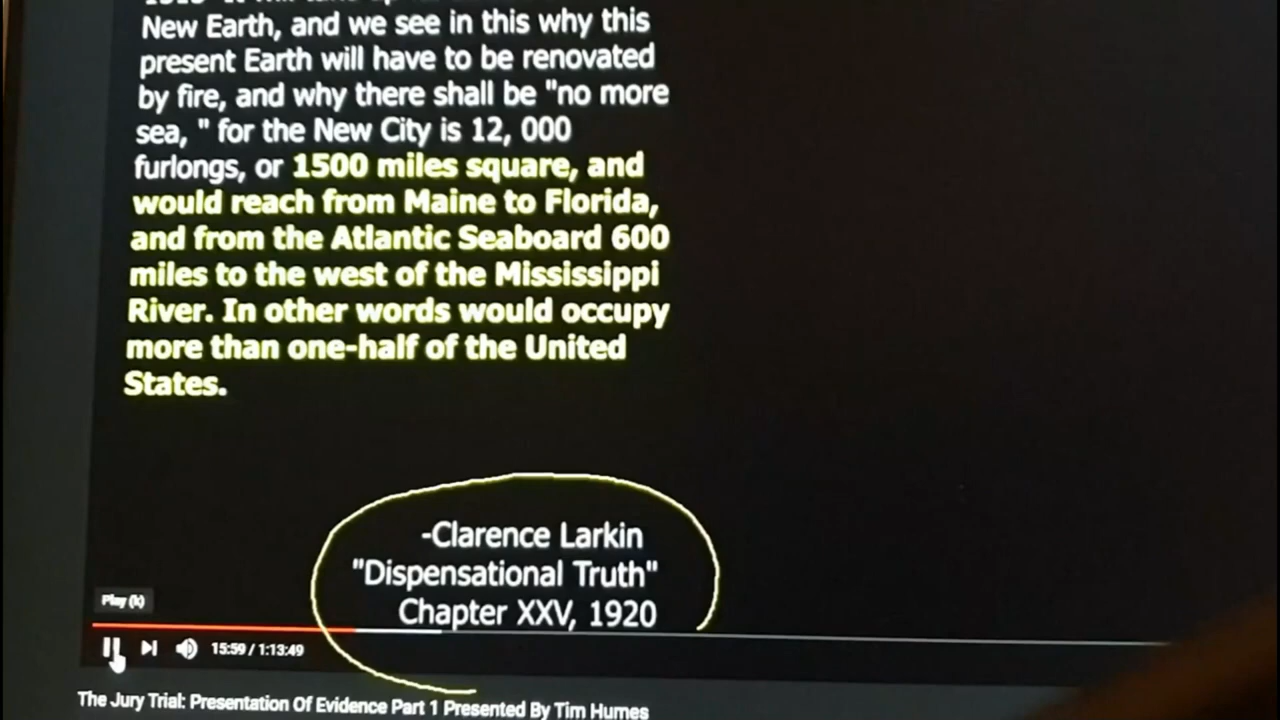 New Earth, and we see in this why this
present Earth will have to be renovated
by fire, and why there shall be "no more
sea, " for the New City is 12, 000
furlongs, or 1500 miles square, and
would reach from Maine to Florida,
and from the Atlantic Seaboard 600
miles to the west of the Mississippi
River. In other words would occupy
more than one-half of the United
States.
-Clarence Larkin
"Dispensational Truth"
Chapter XXV, 1920
Play (k)
15:59 / 1:13:49
The Jury Trial: Presentation Of Evidence Part 1 Presented By Tim Humes